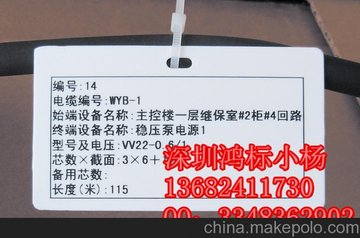 编号：14
电缆编号：WYB-1
始端设备名称：主控楼一层继保室#2柜#4回路
终端设备名称：稳压泵电源1
型号及电压：VV22-0.6/1
芯数×截面：3×6+
备用芯数：
长度(米)：115
深圳鸿标小杨
13682411730
QQ：3348362802
china.makepolo.com